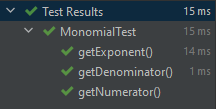 Test Results 15 ms
MonomialTest 15 ms
getExponent() 14 ms
getDenominator() 1 ms
getNumerator()